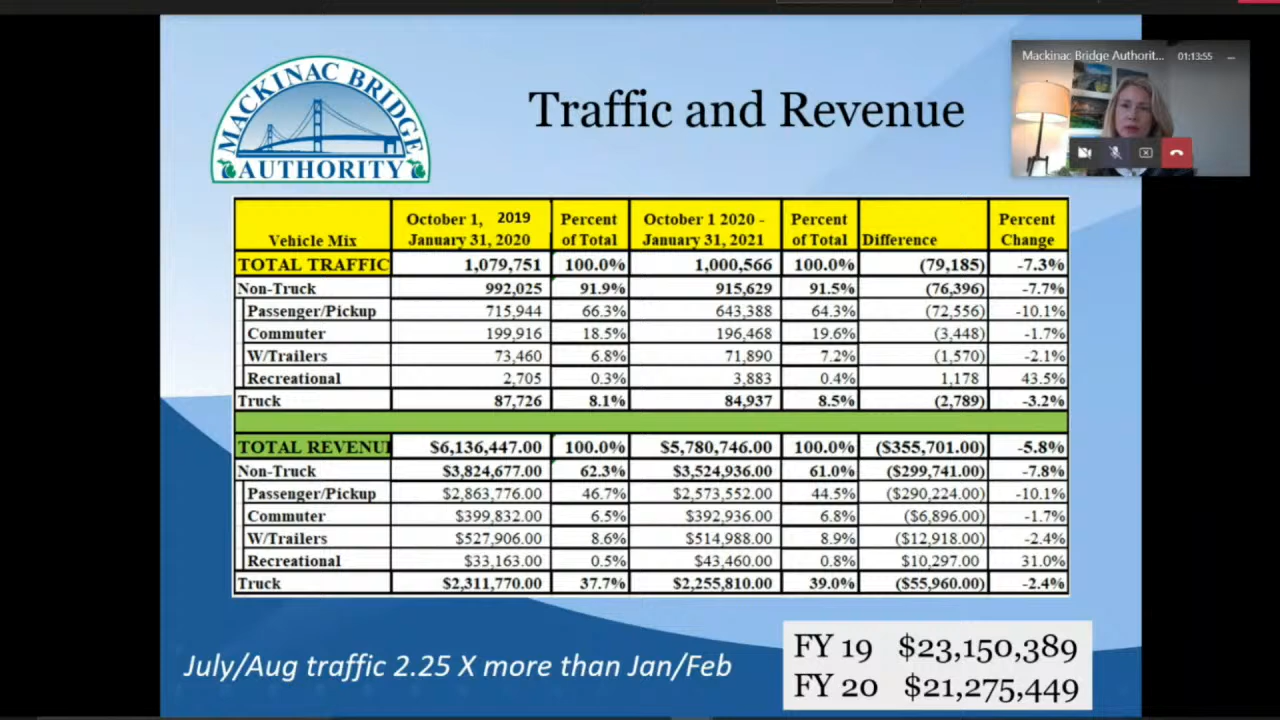 MACKINAC BRIDGE
AUTHORITY
Traffic and Revenue
Mackinac Bridge Authorit... 01:13:55 ...
Vehicle Mix October 1, 2019 January 31, 2020 Percent of Total October 1 2020 - January 31, 2021 Percent of Total Difference Percent Change
TOTAL TRAFFIC 1,079,751 100.0% 1,000,566 100.0% (79,185) -7.3%
Non-Truck 992,025 91.9% 915,629 91.5% (76,396) -7.7%
Passenger/Pickup 715,944 66.3% 643,388 64.3% (72,556) -10.1%
Commuter 199,916 18.5% 196,468 19.6% (3,448) -1.7%
W/Trailers 73,460 6.8% 71,890 7.2% (1,570) -2.1%
Recreational 2,705 0.3% 3,883 0.4% 1,178 43.5%
Truck 87,726 8.1% 84,937 8.5% (2,789) -3.2%
TOTAL REVENU $6,136,447.00 100.0% $5,780,746.00 100.0% ($355,701.00) -5.8%
Non-Truck $3,824,677.00 62.3% $3,524,936.00 61.0% ($299,741.00) -7.8%
Passenger/Pickup $2,863,776.00 46.7% $2,573,552.00 44.5% ($290,224.00) -10.1%
Commuter $399,832.00 6.5% $392,936.00 6.8% ($6,896.00) -1.7%
W/Trailers $527,906.00 8.6% $514,988.00 8.9% ($12,918.00) -2.4%
Recreational $33,163.00 0.5% $43,460.00 0.8% $10,297.00 31.0%
Truck $2,311,770.00 37.7% $2,255,810.00 39.0% ($55,960.00) -2.4%
July/Aug traffic 2.25 X more than Jan/Feb
FY 19 $23,150,389
FY 20 $21,275,449